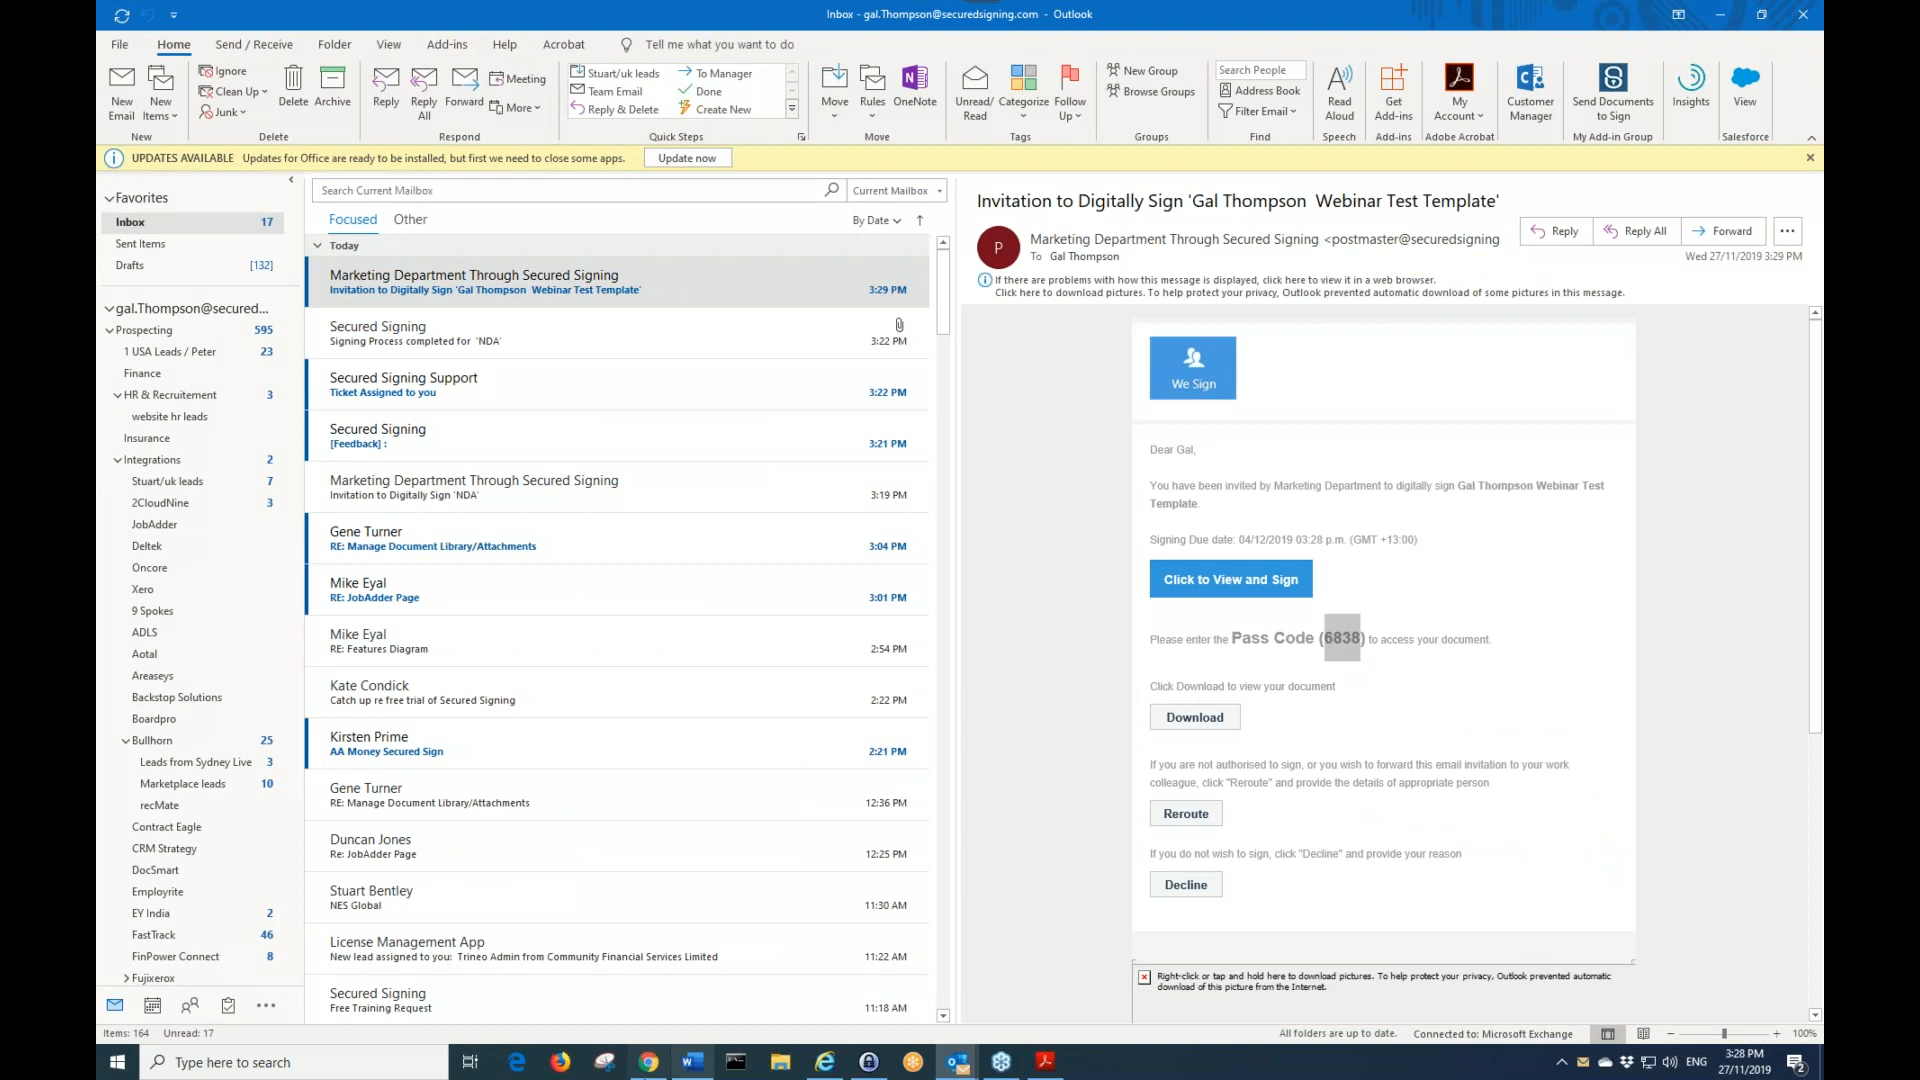 Inbox - gal.Thompson@securedsigning.com - Outlook
File Home Send / Receive Folder View Add-ins Help Acrobat Tell me what you want to do
New Email
New Items
New
Ignore
Clean Up
Junk
Delete
Archive
Delete
Reply
Reply All
Forward
Meeting
More
Respond
Stuart/uk leads
Team Email
Reply & Delete
To Manager
Done
Create New
Quick Steps
Move
Rules
OneNote
Move
Unread/ Read
Categorize
Follow Up
Tags
New Group
Browse Groups
Groups
Search People
Address Book
Filter Email
Find
Read Aloud
Speech
Get Add-ins
Add-ins
My Account
Adobe Acrobat
Customer Manager
Send Documents to Sign
My Add-in Group
Insights
View
Salesforce
UPDATES AVAILABLE Updates for Office are ready to be installed, but first we need to close some apps. Update now
Favorites
Inbox 17
Sent Items
Drafts [132]
gal.Thompson@secured...
Prospecting 595
1 USA Leads / Peter 23
Finance
HR & Recruitement 3
website hr leads
Insurance
Integrations 2
Stuart/uk leads 7
2CloudNine 3
JobAdder
Deltek
Oncore
Xero
9 Spokes
ADLS
Aotal
Areaseys
Backstop Solutions
Boardpro
Bullhorn 25
Leads from Sydney Live 3
Marketplace leads 10
recMate
Contract Eagle
CRM Strategy
DocSmart
Employrite
EY India 2
FastTrack 46
FinPower Connect 8
Fujixerox
Search Current Mailbox Current Mailbox
Focused Other By Date
Today
Marketing Department Through Secured Signing
Invitation to Digitally Sign 'Gal Thompson Webinar Test Template' 3:29 PM
Secured Signing
Signing Process completed for 'NDA' 3:22 PM
Secured Signing Support
Ticket Assigned to you 3:22 PM
Secured Signing
[Feedback] : 3:21 PM
Marketing Department Through Secured Signing
Invitation to Digitally Sign 'NDA' 3:19 PM
Gene Turner
RE: Manage Document Library/Attachments 3:04 PM
Mike Eyal
RE: JobAdder Page 3:01 PM
Mike Eyal
RE: Features Diagram 2:54 PM
Kate Condick
Catch up re free trial of Secured Signing 2:22 PM
Kirsten Prime
AA Money Secured Sign 2:21 PM
Gene Turner
RE: Manage Document Library/Attachments 12:36 PM
Duncan Jones
Re: JobAdder Page 12:25 PM
Stuart Bentley
NES Global 11:30 AM
License Management App
New lead assigned to you: Trineo Admin from Community Financial Services Limited 11:22 AM
Secured Signing
Free Training Request 11:18 AM
Invitation to Digitally Sign 'Gal Thompson Webinar Test Template'
P
Marketing Department Through Secured Signing <postmaster@securedsigning
To Gal Thompson
Reply Reply All Forward ...
Wed 27/11/2019 3:29 PM
If there are problems with how this message is displayed, click here to view it in a web browser.
Click here to download pictures. To help protect your privacy, Outlook prevented automatic download of some pictures in this message.
We Sign
Dear Gal,
You have been invited by Marketing Department to digitally sign Gal Thompson Webinar Test
Template.
Signing Due date: 04/12/2019 03:28 p.m. (GMT +13:00)
Click to View and Sign
Please enter the Pass Code (6838) to access your document.
Click Download to view your document
Download
If you are not authorised to sign, or you wish to forward this email invitation to your work
colleague, click "Reroute" and provide the details of appropriate person
Reroute
If you do not wish to sign, click "Decline" and provide your reason
Decline
Right-click or tap and hold here to download pictures. To help protect your privacy, Outlook prevented automatic
download of this picture from the Internet.
Items: 164 Unread: 17
All folders are up to date. Connected to: Microsoft Exchange 100%
Type here to search
ENG
3:28 PM
27/11/2019
2